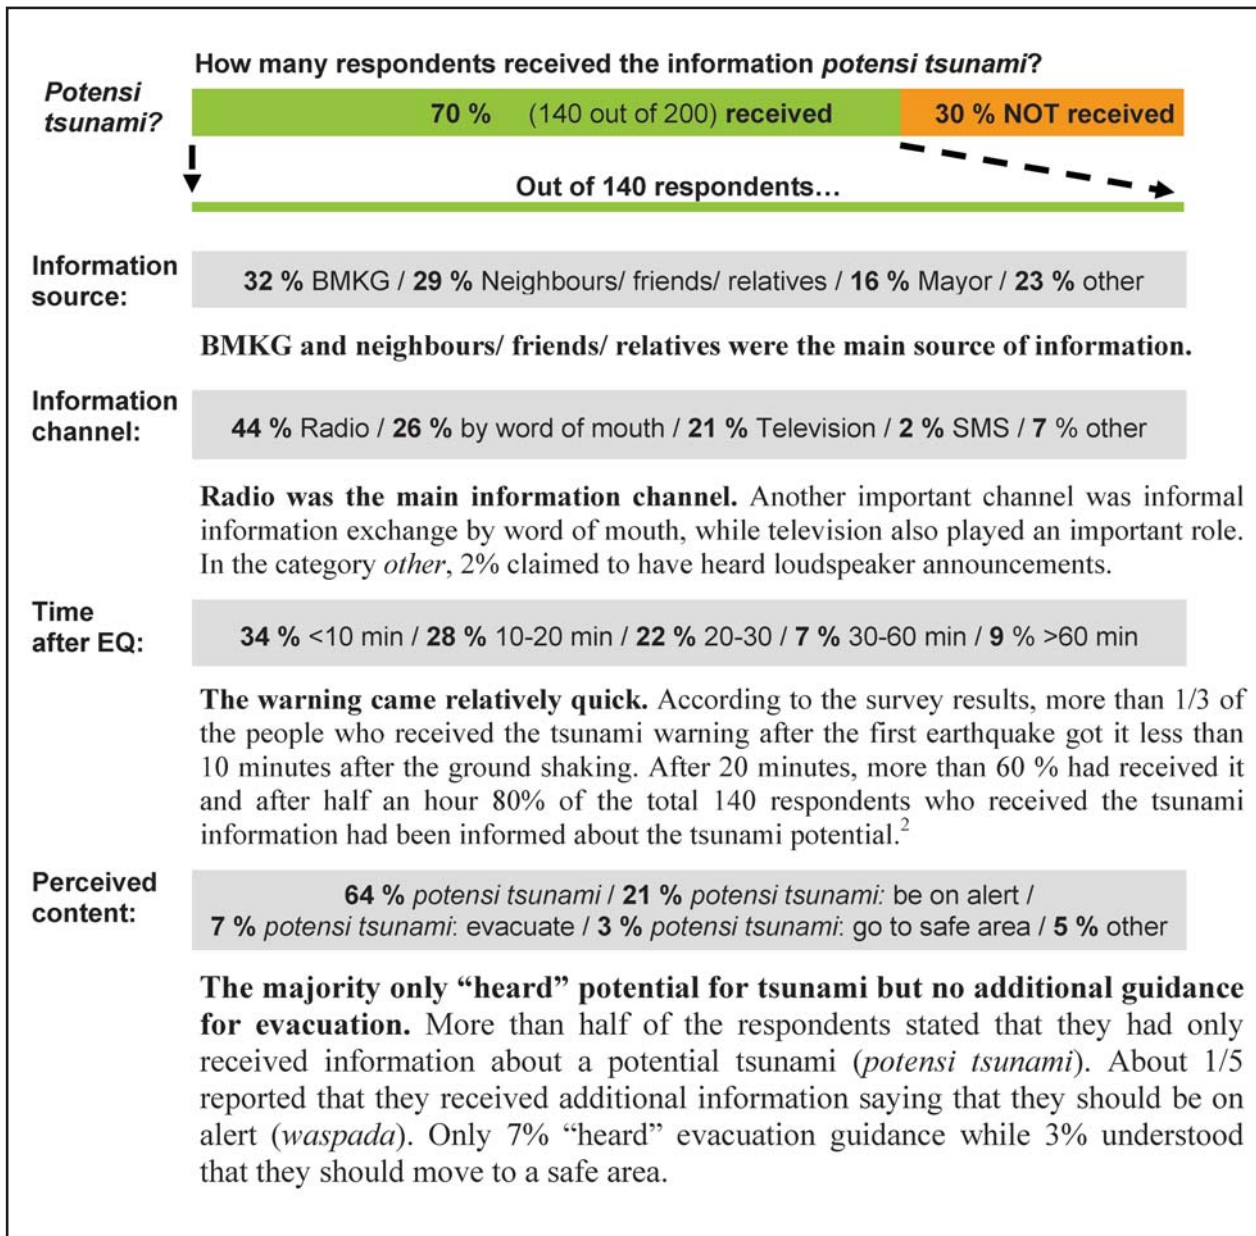 How many respondents received the information potensi tsunami?
Potensi
tsunami?
70 % (140 out of 200) received
30 % NOT received
Out of 140 respondents…
Information
source:
32 % BMKG / 29 % Neighbours/ friends/ relatives / 16 % Mayor / 23 % other
BMKG and neighbours/ friends/ relatives were the main source of information.
Information
channel:
44 % Radio / 26 % by word of mouth / 21 % Television / 2 % SMS / 7 % other
Radio was the main information channel. Another important channel was informal
information exchange by word of mouth, while television also played an important role.
In the category other, 2% claimed to have heard loudspeaker announcements.
Time
after EQ:
34 % <10 min / 28 % 10-20 min / 22 % 20-30 / 7 % 30-60 min / 9 % >60 min
The warning came relatively quick. According to the survey results, more than 1/3 of
the people who received the tsunami warning after the first earthquake got it less than
10 minutes after the ground shaking. After 20 minutes, more than 60 % had received it
and after half an hour 80% of the total 140 respondents who received the tsunami
information had been informed about the tsunami potential.2
Perceived
content:
64 % potensi tsunami / 21 % potensi tsunami: be on alert /
7 % potensi tsunami: evacuate / 3 % potensi tsunami: go to safe area / 5 % other
The majority only “heard” potential for tsunami but no additional guidance
for evacuation. More than half of the respondents stated that they had only
received information about a potential tsunami (potensi tsunami). About 1/5
reported that they received additional information saying that they should be on
alert (waspada). Only 7% “heard” evacuation guidance while 3% understood
that they should move to a safe area.